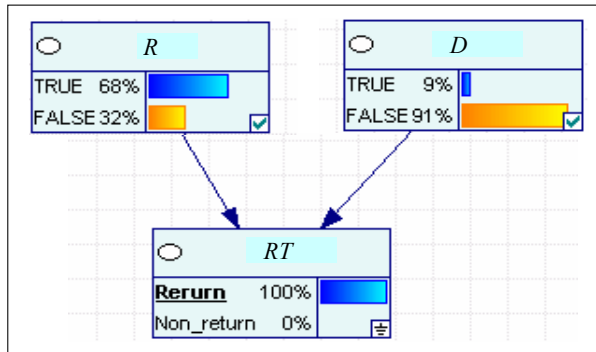 R
TRUE 68%
FALSE 32%
D
TRUE 9%
FALSE 91%
RT
Rerurn 100%
Non_return 0%